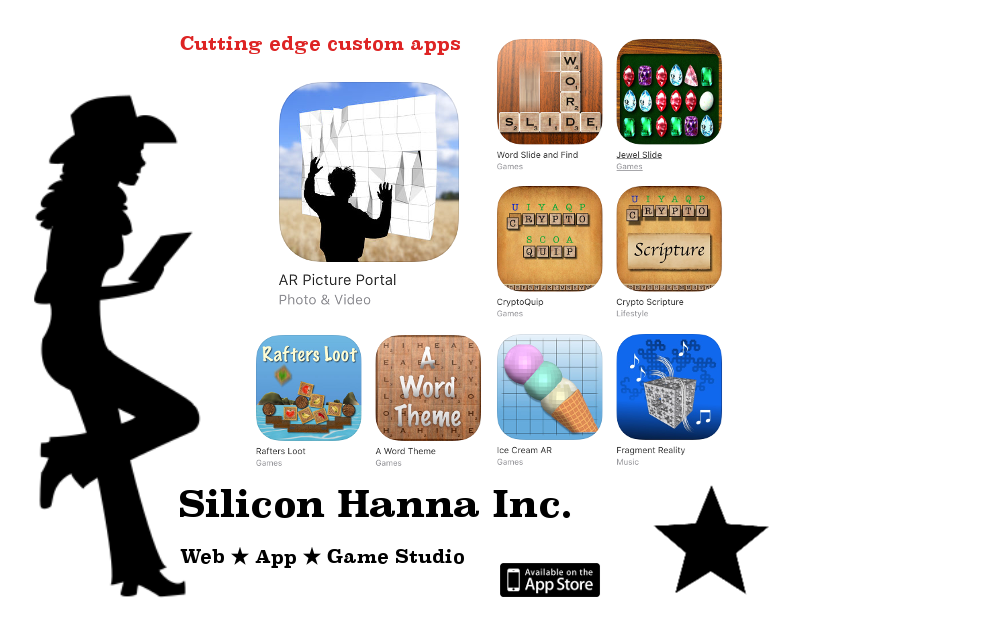 Cutting edge custom apps
W
O
R
SLIDE
Word Slide and Find
Games
Jewel Slide
Games
AR Picture Portal
Photo & Video
UIYAQP
CRYPTO
SCOA
QUIP
CryptoQuip
Games
UIYAQP
CRYPTO
Scripture
Crypto Scripture
Lifestyle
Rafters Loot
Rafters Loot
Games
A
Word
Theme
A Word Theme
Games
Ice Cream AR
Games
Fragment Reality
Music
Silicon Hanna Inc.
Web ★ App ★ Game Studio
Available on the
App Store